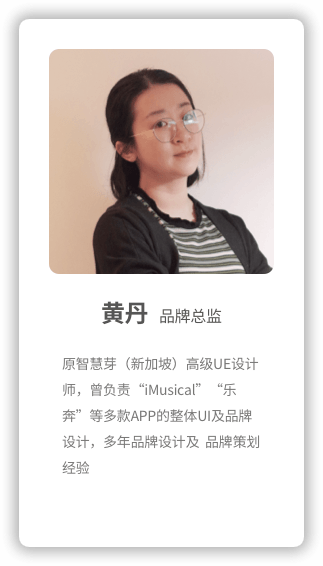 黄丹 品牌总监
原智慧芽（新加坡）高级UE设计
师，曾负责“iMusical”“乐
奔”等多款APP的整体UI及品牌
设计，多年品牌设计及 品牌策划
经验